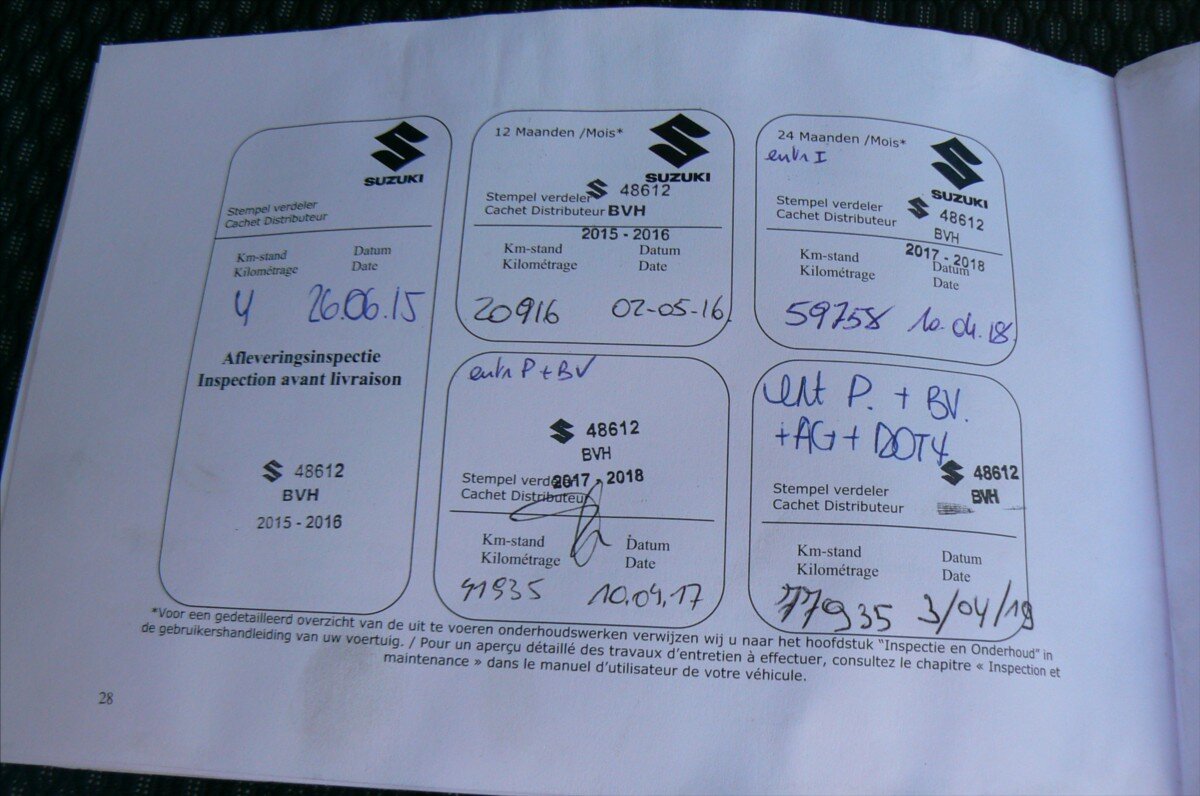 SUZUKI
Stempel verdeler
Cachet Distributeur
Km-stand Datum
Kilométrage Date
4 26.06.15
Afleveringsinspectie
Inspection avant livraison
48612
BVH
2015 - 2016
12 Maanden /Mois*
SUZUKI
Stempel verdeler 48612
Cachet Distributeur BVH
2015 - 2016
Km-stand Datum
Kilométrage Date
20916 02-05-16
24 Maanden /Mois*
entr I
SUZUKI
Stempel verdeler 48612
Cachet Distributeur BVH
2017 - 2018
Km-stand Datum
Kilométrage Date
59758 10.04.18
entr P + BV
48612
BVH
Stempel verdeler 2017 - 2018
Cachet Distributeur
Km-stand Datum
Kilométrage Date
41935 10.04.17
ent P. + BV.
+AG + DOT4
48612
Stempel verdeler BVH
Cachet Distributeur
Km-stand Datum
Kilométrage Date
77935 3/04/19
*Voor een gedetailleerd overzicht van de uit te voeren onderhoudswerken verwijzen wij u naar het hoofdstuk "Inspectie en Onderhoud" in
de gebruikershandleiding van uw voertuig. / Pour un aperçu détaillé des travaux d'entretien à effectuer, consultez le chapitre « Inspection et
maintenance » dans le manuel d'utilisateur de votre véhicule.
28